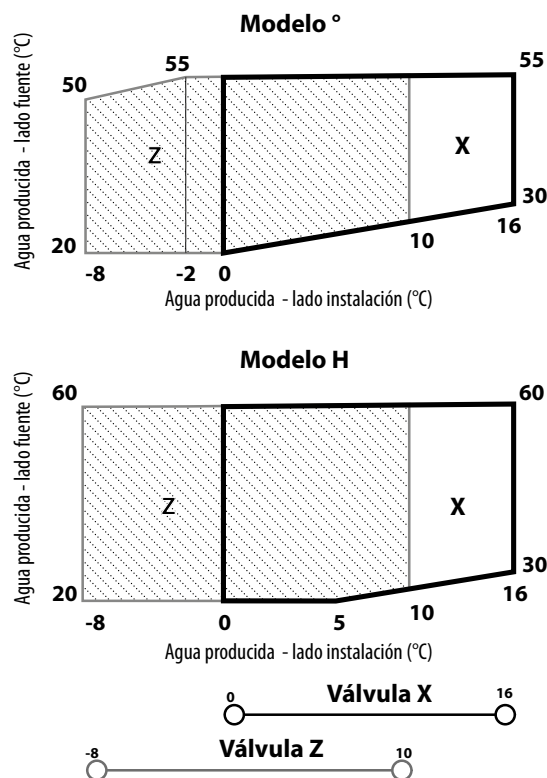 Modelo °
Agua producida - lado fuente (°C)
50
55
55
Z
X
30
20
-8
-2
0
10
16
Agua producida - lado instalación (°C)
Modelo H
Agua producida - lado fuente (°C)
60
60
Z
X
30
20
-8
0
5
10
16
Agua producida - lado instalación (°C)
0
Válvula X
16
-8
Válvula Z
10